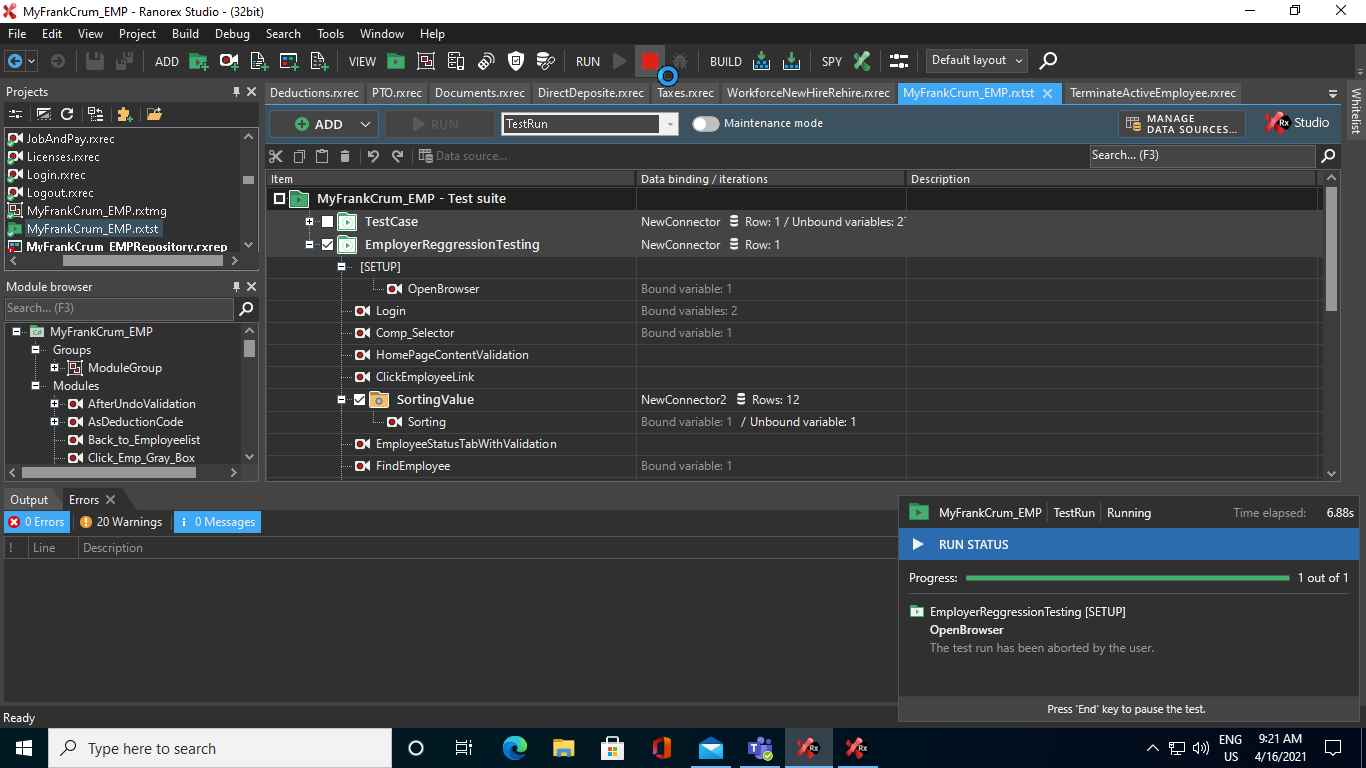 MyFrankCrum_EMP - Ranorex Studio - (32bit)
File Edit View Project Build Debug Search Tools Window Help
ADD VIEW RUN BUILD SPY Default layout
Projects
JobAndPay.rxrec
Licenses.rxrec
Login.rxrec
Logout.rxrec
MyFrankCrum_EMP.rxtmg
MyFrankCrum_EMP.rxtst
MyFrankCrum_EMPRepository.rxrep
Module browser
Search... (F3)
MyFrankCrum_EMP
Groups
ModuleGroup
Modules
AfterUndoValidation
AsDeductionCode
Back_to_Employeelist
Click_Emp_Gray_Box
Deductions.rxrec PTO.rxrec Documents.rxrec DirectDeposite.rxrec Taxes.rxrec WorkforceNewHireRehire.rxrec MyFrankCrum_EMP.rxtst TerminateActiveEmployee.rxrec
ADD RUN TestRun Maintenance mode MANAGE DATA SOURCES... Rx Studio
Data source... Search... (F3)
Item Data binding / iterations Description
MyFrankCrum_EMP - Test suite
TestCase NewConnector Row: 1 / Unbound variables: 2
EmployerReggressionTesting NewConnector Row: 1
[SETUP]
OpenBrowser Bound variable: 1
Login Bound variables: 2
Comp_Selector Bound variable: 1
HomePageContentValidation
ClickEmployeeLink
SortingValue NewConnector2 Rows: 12
Sorting Bound variable: 1 / Unbound variable: 1
EmployeeStatusTabWithValidation
FindEmployee Bound variable: 1
Whitelist
Output Errors
0 Errors 20 Warnings 0 Messages
! Line Description
MyFrankCrum_EMP TestRun Running Time elapsed: 6.88s
RUN STATUS
Progress: 1 out of 1
EmployerReggressionTesting [SETUP]
OpenBrowser
The test run has been aborted by the user.
Press 'End' key to pause the test.
Ready
Type here to search
Rx
Rx
ENG
US
9:21 AM
4/16/2021